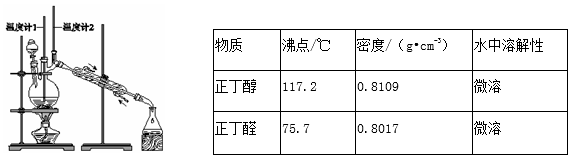 温度计1 温度计2
物质 沸点/℃ 密度/（g•cm-3） 水中溶解性
正丁醇 117.2 0.8109 微溶
正丁醛 75.7 0.8017 微溶